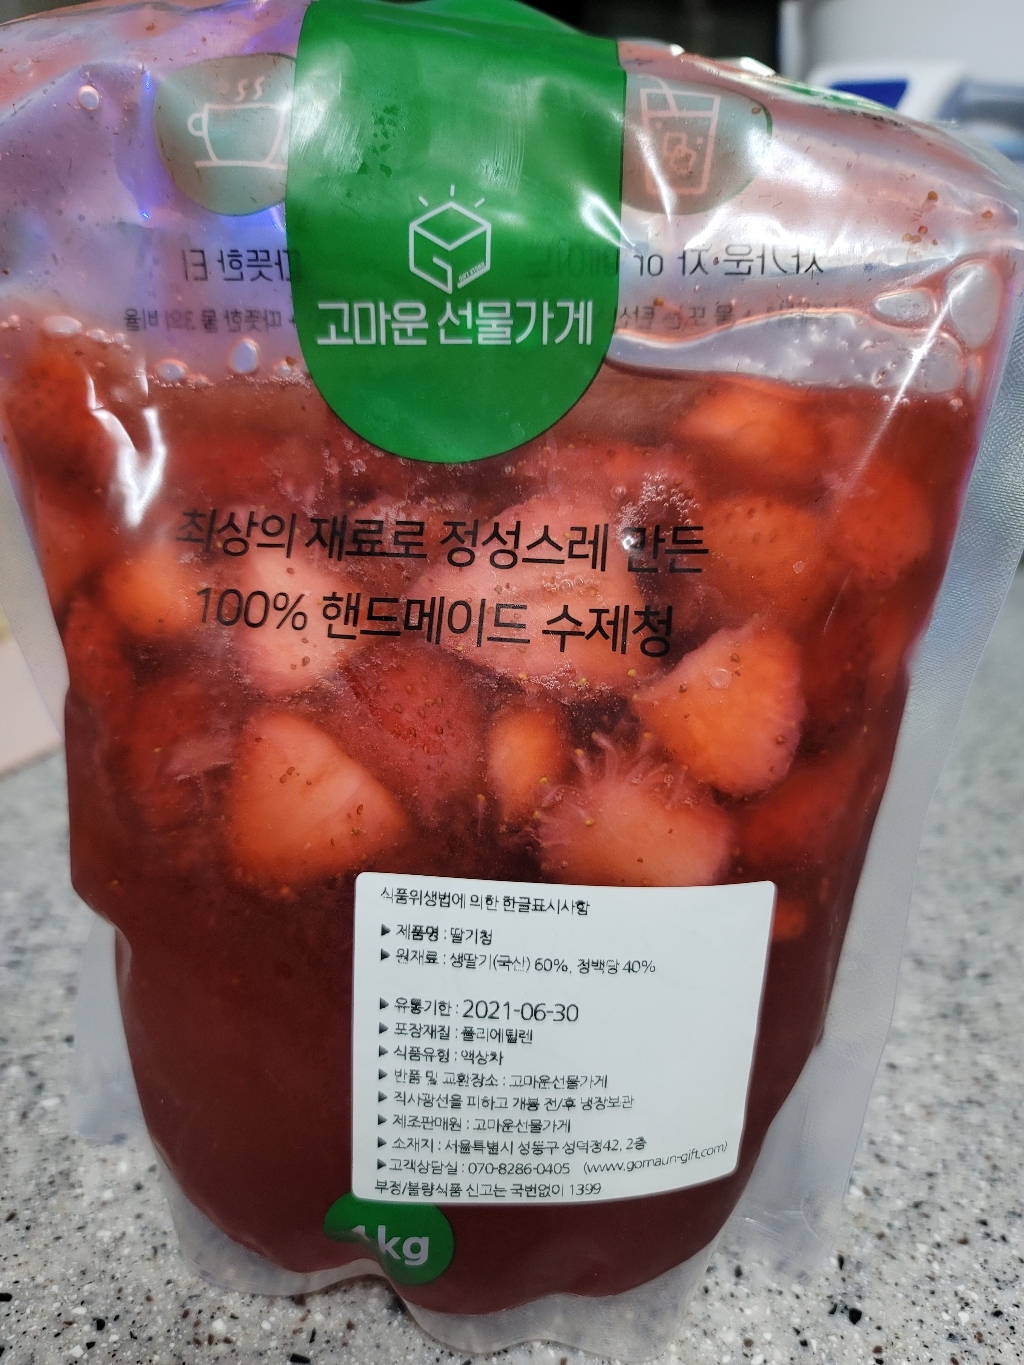 고마운 선물가게
최상의 재료로 정성스레 만든
100% 핸드메이드 수제청
식품위생법에 의한 한글표시사항
▶ 제품명 : 딸기청
▶ 원재료 : 생딸기(국산) 60%, 정백당 40%
▶ 유통기한 : 2021-06-30
▶ 포장재질 : 폴리에틸렌
▶ 식품유형 : 액상차
▶ 반품 및 교환장소 : 고마운선물가게
▶ 직사광선을 피하고 개봉 전/후 냉장보관
▶ 제조판매원 : 고마운선물가게
▶ 소재지 : 서울특별시 성동구 성덕정42, 2층
▶고객상담실 : 070-8286-0405 (www.gomaun-gift.com)
부정/불량식품 신고는 국번없이 1399
1kg